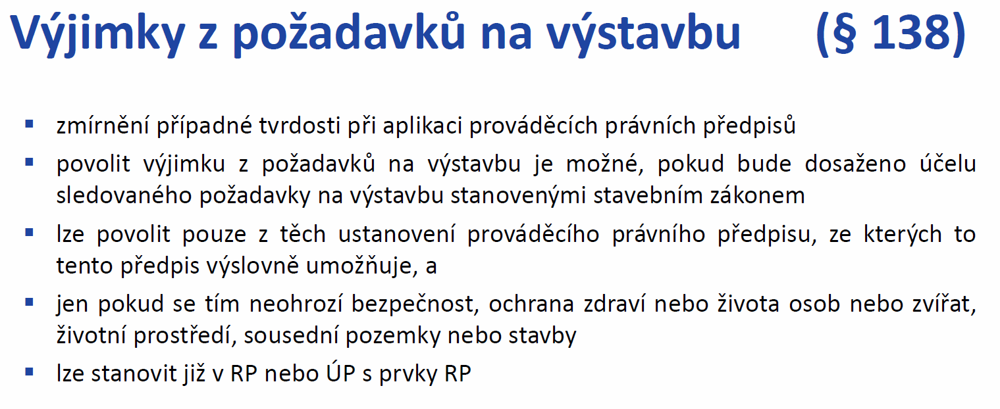 Výjimky z požadavků na výstavbu (§ 138)
▪ zmírnění případné tvrdosti při aplikaci prováděcích právních předpisů
▪ povolit výjimku z požadavků na výstavbu je možné, pokud bude dosaženo účelu
sledovaného požadavky na výstavbu stanovenými stavebním zákonem
▪ lze povolit pouze z těch ustanovení prováděcího právního předpisu, ze kterých to
tento předpis výslovně umožňuje, a
▪ jen pokud se tím neohrozí bezpečnost, ochrana zdraví nebo života osob nebo zvířat,
životní prostředí, sousední pozemky nebo stavby
▪ lze stanovit již v RP nebo ÚP s prvky RP